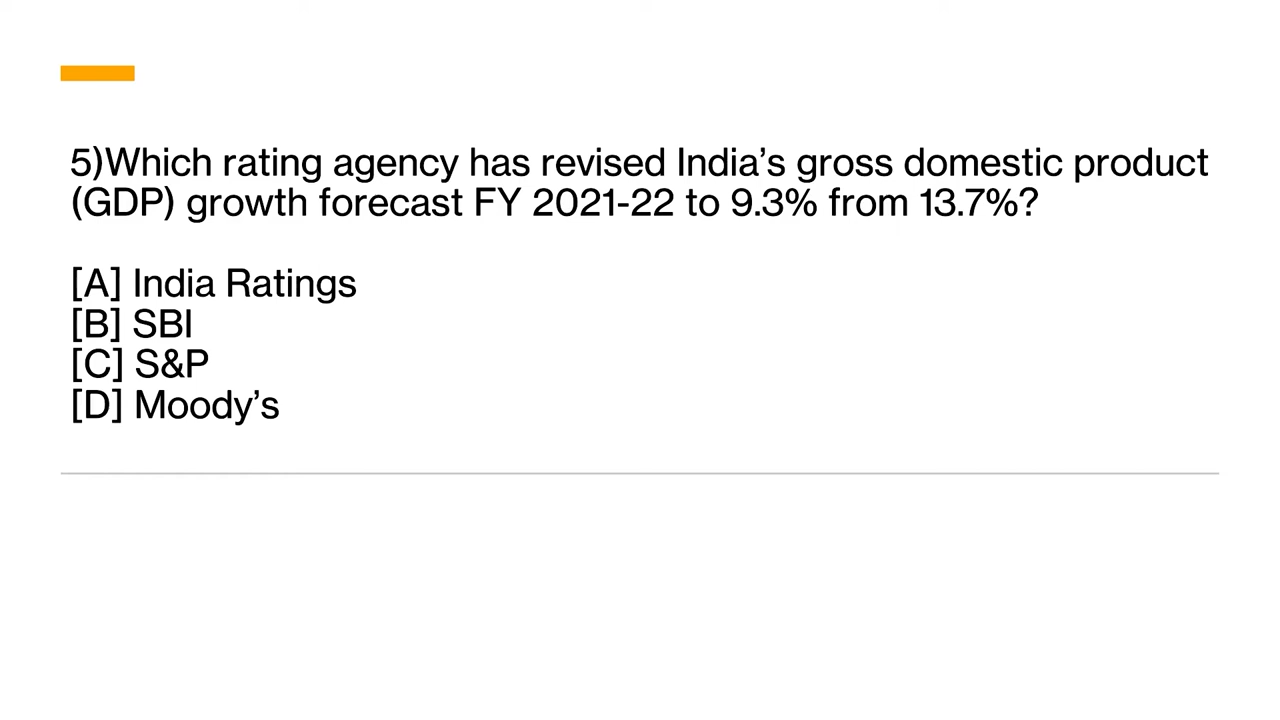 5)Which rating agency has revised India’s gross domestic product
(GDP) growth forecast FY 2021-22 to 9.3% from 13.7%?
[A] India Ratings
[B] SBI
[C] S&P
[D] Moody’s